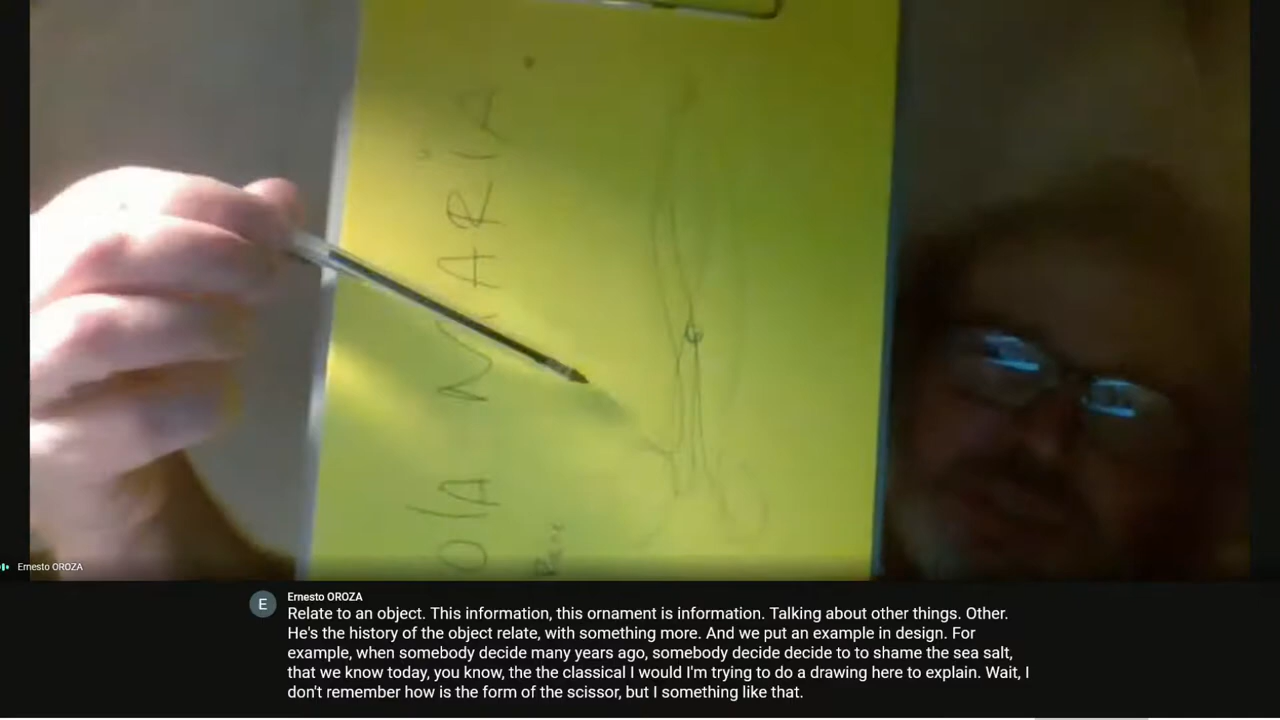 OLA MARIA
Ernesto OROZA
E
Ernesto OROZA
Relate to an object. This information, this ornament is information. Talking about other things. Other.
He's the history of the object relate, with something more. And we put an example in design. For
example, when somebody decide many years ago, somebody decide decide to to shame the sea salt,
that we know today, you know, the the classical I would I'm trying to do a drawing here to explain. Wait, I
don't remember how is the form of the scissor, but I something like that.